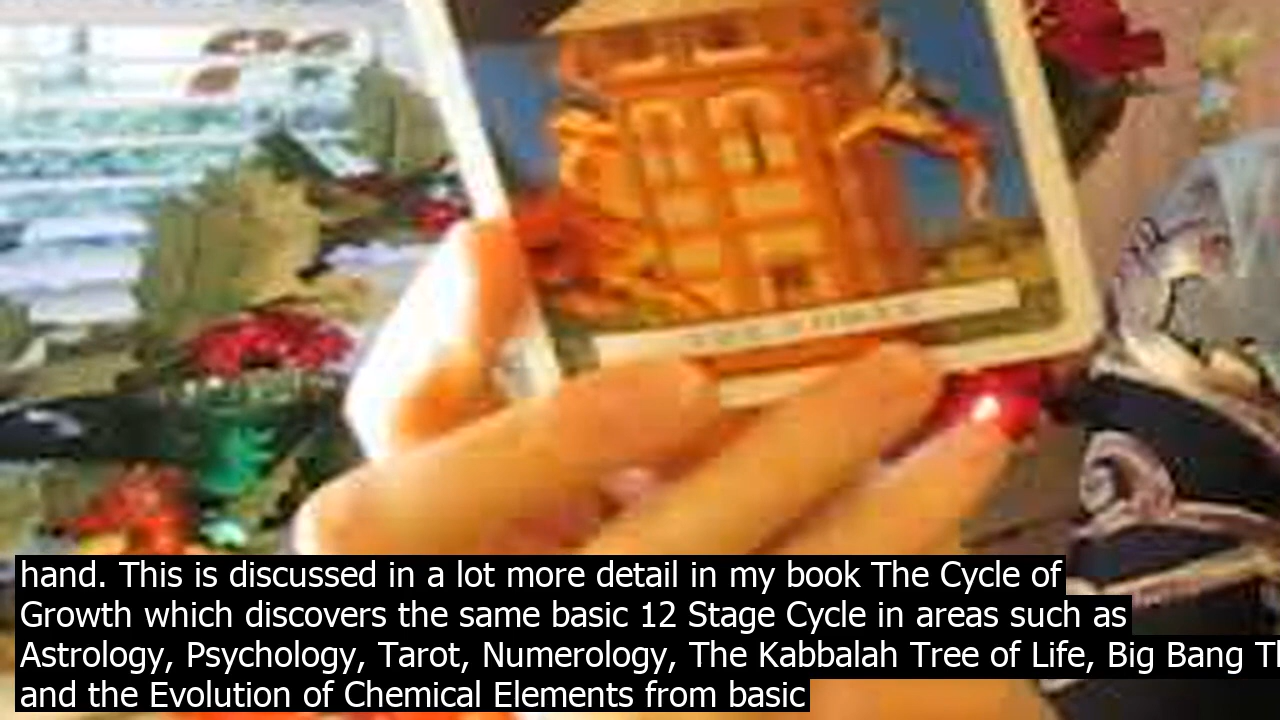 hand. This is discussed in a lot more detail in my book The Cycle of
Growth which discovers the same basic 12 Stage Cycle in areas such as
Astrology, Psychology, Tarot, Numerology, The Kabbalah Tree of Life, Big Bang
and the Evolution of Chemical Elements from basic